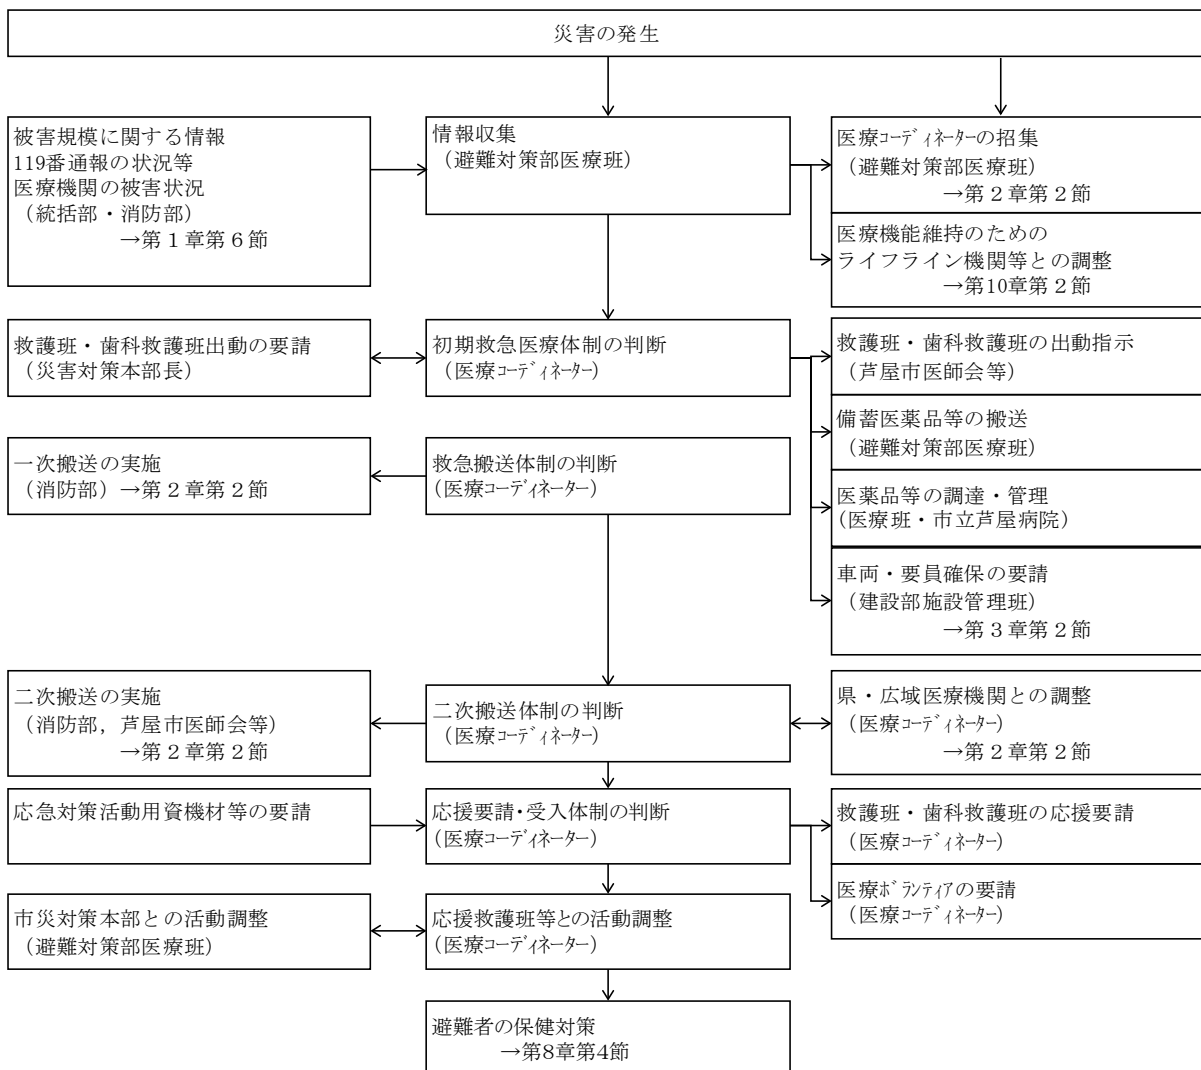 災害の発生
被害規模に関する情報
119番通報の状況等
医療機関の被害状況
（統括部・消防部）
→第１章第６節
情報収集
（避難対策部医療班）
医療ｺｰﾃﾞｨﾈｰﾀｰの招集
（避難対策部医療班）
→第２章第２節
医療機能維持のための
ライフライン機関等との調整
→第10章第２節
救護班・歯科救護班出動の要請
（災害対策本部長）
初期救急医療体制の判断
（医療ｺｰﾃﾞｨﾈｰﾀｰ）
救護班・歯科救護班の出動指示
（芦屋市医師会等）
備蓄医薬品等の搬送
（避難対策部医療班）
医薬品等の調達・管理
（医療班・市立芦屋病院）
車両・要員確保の要請
（建設部施設管理班）
→第３章第２節
一次搬送の実施
（消防部）→第２章第２節
救急搬送体制の判断
（医療ｺｰﾃﾞｨﾈｰﾀｰ）
二次搬送の実施
（消防部，芦屋市医師会等）
→第２章第２節
二次搬送体制の判断
（医療ｺｰﾃﾞｨﾈｰﾀｰ）
県・広域医療機関との調整
（医療ｺｰﾃﾞｨﾈｰﾀｰ）
→第２章第２節
応急対策活動用資機材等の要請
応援要請・受入体制の判断
（医療ｺｰﾃﾞｨﾈｰﾀｰ）
救護班・歯科救護班の応援要請
（医療ｺｰﾃﾞｨﾈｰﾀｰ）
医療ﾎﾞﾗﾝﾃｨｱの要請
（医療ｺｰﾃﾞｨﾈｰﾀｰ）
市災対策本部との活動調整
（避難対策部医療班）
応援救護班等との活動調整
（医療ｺｰﾃﾞｨﾈｰﾀｰ）
避難者の保健対策
→第8章第4節